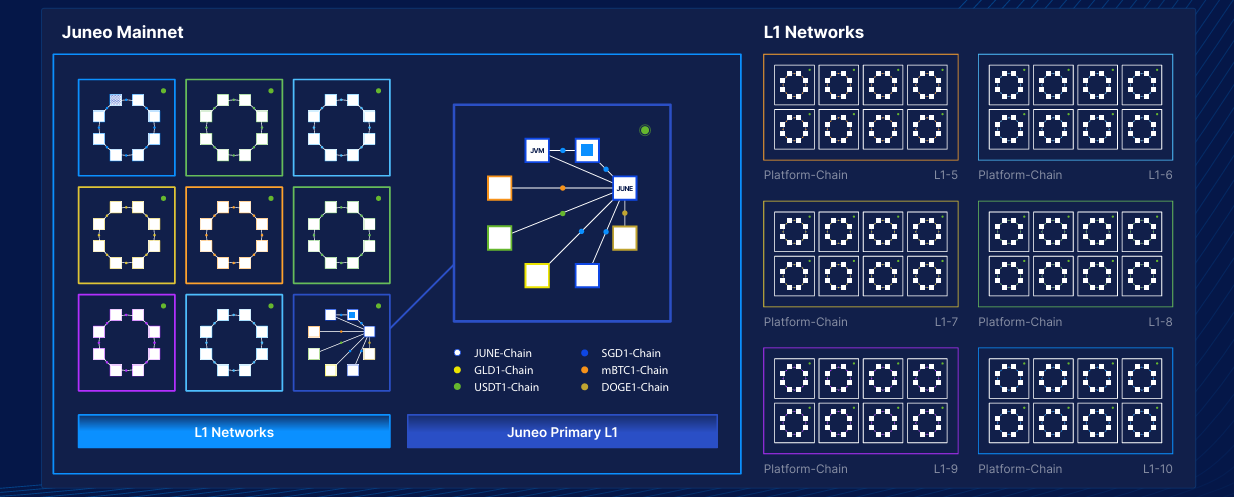 Juneo Mainnet
JVM
JUNE
JUNE-Chain
SGD1-Chain
GLD1-Chain
mBTC1-Chain
USDT1-Chain
DOGE1-Chain
L1 Networks
Juneo Primary L1
L1 Networks
Platform-Chain L1-5
Platform-Chain L1-6
Platform-Chain L1-7
Platform-Chain L1-8
Platform-Chain L1-9
Platform-Chain L1-10